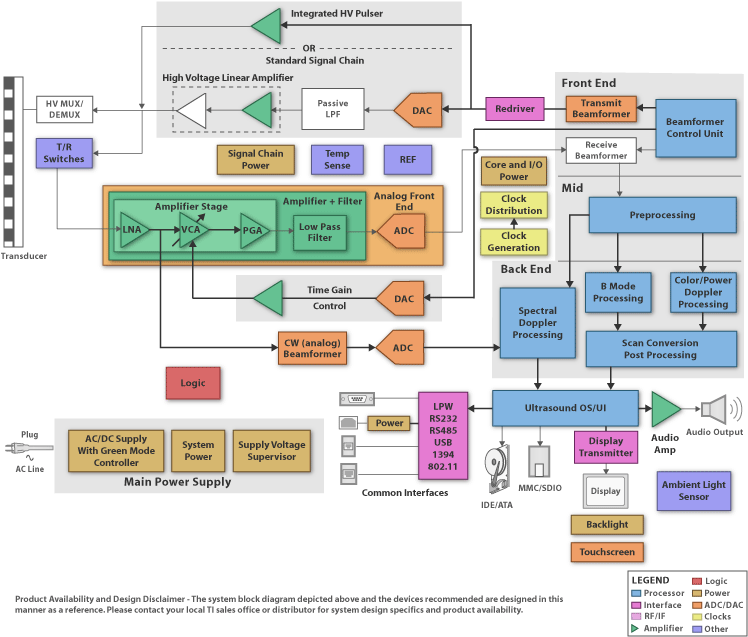 Integrated HV Pulser
OR
Standard Signal Chain
High Voltage Linear Amplifier
Passive
LPF
DAC
Redriver
Front End
Transmit
Beamformer
Beamformer
Control Unit
Receive
Beamformer
HV MUX/
DEMUX
T/R
Switches
Transducer
Signal Chain
Power
Temp
Sense
REF
Core and I/O
Power
Clock
Distribution
Clock
Generation
Mid
Preprocessing
Amplifier Stage
Amplifier + Filter
Analog Front
End
LNA
VCA
PGA
Low Pass
Filter
ADC
Back End
B Mode
Processing
Color/Power
Doppler
Processing
Spectral
Doppler
Processing
Scan Conversion
Post Processing
Time Gain
Control
DAC
CW (analog)
Beamformer
ADC
Logic
Plug
AC Line
AC/DC Supply
With Green Mode
Controller
System
Power
Supply Voltage
Supervisor
Main Power Supply
Power
LPW
RS232
RS485
USB
1394
802.11
Common Interfaces
Ultrasound OS/UI
IDE/ATA
MMC/SDIO
Display
Transmitter
Display
Backlight
Touchscreen
Audio
Amp
Audio Output
Ambient Light
Sensor
LEGEND
Processor
Interface
RF/IF
Amplifier
Logic
Power
ADC/DAC
Clocks
Other
Product Availability and Design Disclaimer - The system block diagram depicted above and the devices recommended are designed in this
manner as a reference. Please contact your local TI sales office or distributor for system design specifics and product availability.